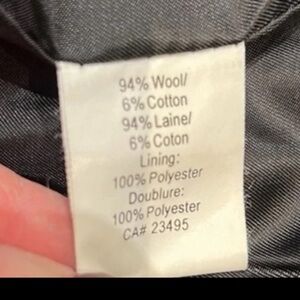 94% Wool/
6% Cotton
94% Laine/
6% Coton
Lining:
100% Polyester
Doublure:
100% Polyester
CA# 23495